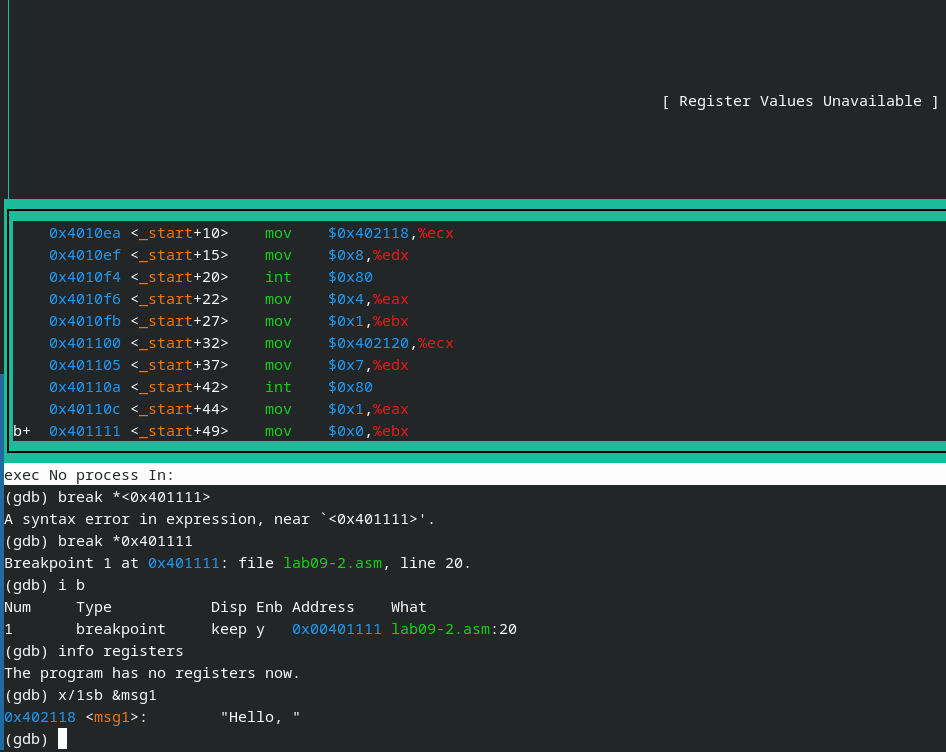 [ Register Values Unavailable ]
0x4010ea <_start+10>    mov    $0x402118,%ecx
0x4010ef <_start+15>    mov    $0x8,%edx
0x4010f4 <_start+20>    int    $0x80
0x4010f6 <_start+22>    mov    $0x4,%eax
0x4010fb <_start+27>    mov    $0x1,%ebx
0x401100 <_start+32>    mov    $0x402120,%ecx
0x401105 <_start+37>    mov    $0x7,%edx
0x40110a <_start+42>    int    $0x80
0x40110c <_start+44>    mov    $0x1,%eax
b+  0x401111 <_start+49>    mov    $0x0,%ebx
exec No process In:
(gdb) break *<0x401111>
A syntax error in expression, near `<0x401111>'.
(gdb) break *0x401111
Breakpoint 1 at 0x401111: file lab09-2.asm, line 20.
(gdb) i b
Num     Type           Disp Enb Address    What
1       breakpoint     keep y   0x00401111 lab09-2.asm:20
(gdb) info registers
The program has no registers now.
(gdb) x/1sb &msg1
0x402118 <msg1>:        "Hello, "
(gdb)